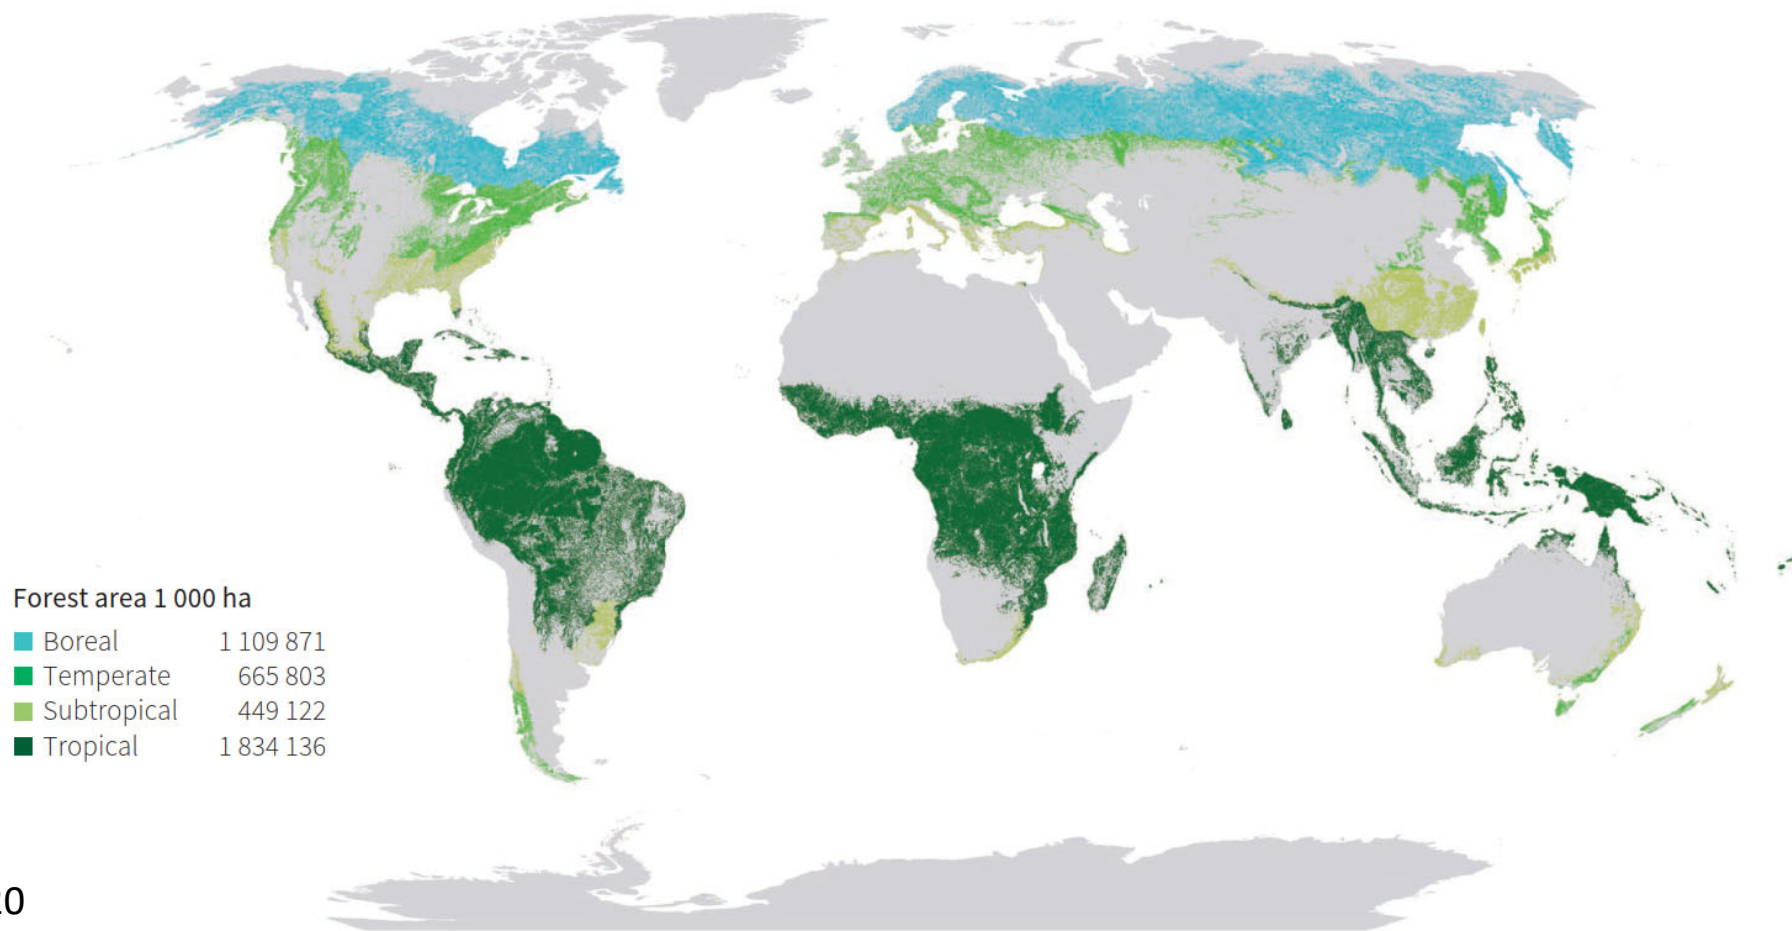 Forest area 1 000 ha
Boreal 1 109 871
Temperate 665 803
Subtropical 449 122
Tropical 1 834 136